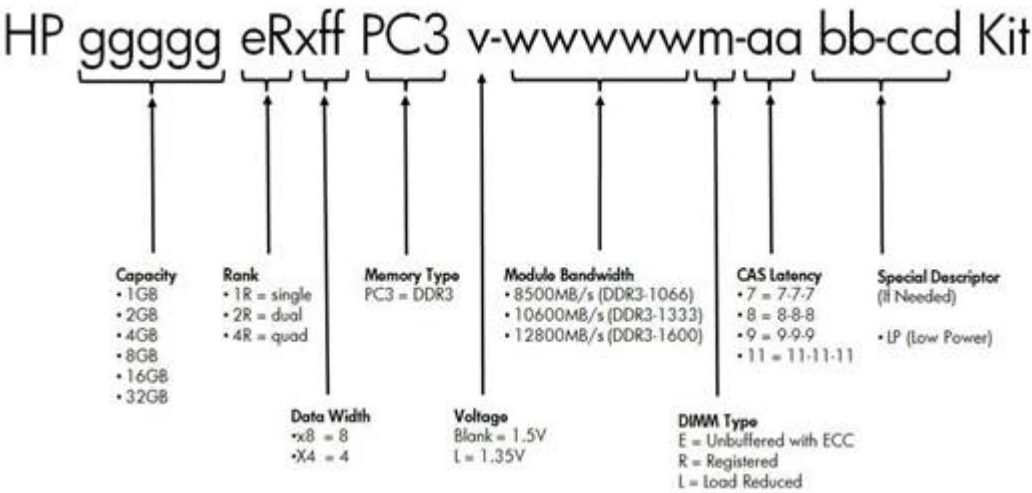 HP ggggg eRxff PC3 v-wwwwwm-aa bb-ccd Kit
Capacity
• 1GB
• 2GB
• 4GB
• 8GB
• 16GB
• 32GB
Rank
• 1R = single
• 2R = dual
• 4R = quad
Data Width
•x8 = 8
•X4 = 4
Memory Type
PC3 = DDR3
Voltage
Blank = 1.5V
L = 1.35V
Module Bandwidth
• 8500MB/s (DDR3-1066)
• 10600MB/s (DDR3-1333)
• 12800MB/s (DDR3-1600)
DIMM Type
E = Unbuffered with ECC
R = Registered
L = Load Reduced
CAS Latency
• 7 = 7-7-7
• 8 = 8-8-8
• 9 = 9-9-9
• 11 = 11-11-11
Special Descriptor
(If Needed)
• LP (Low Power)